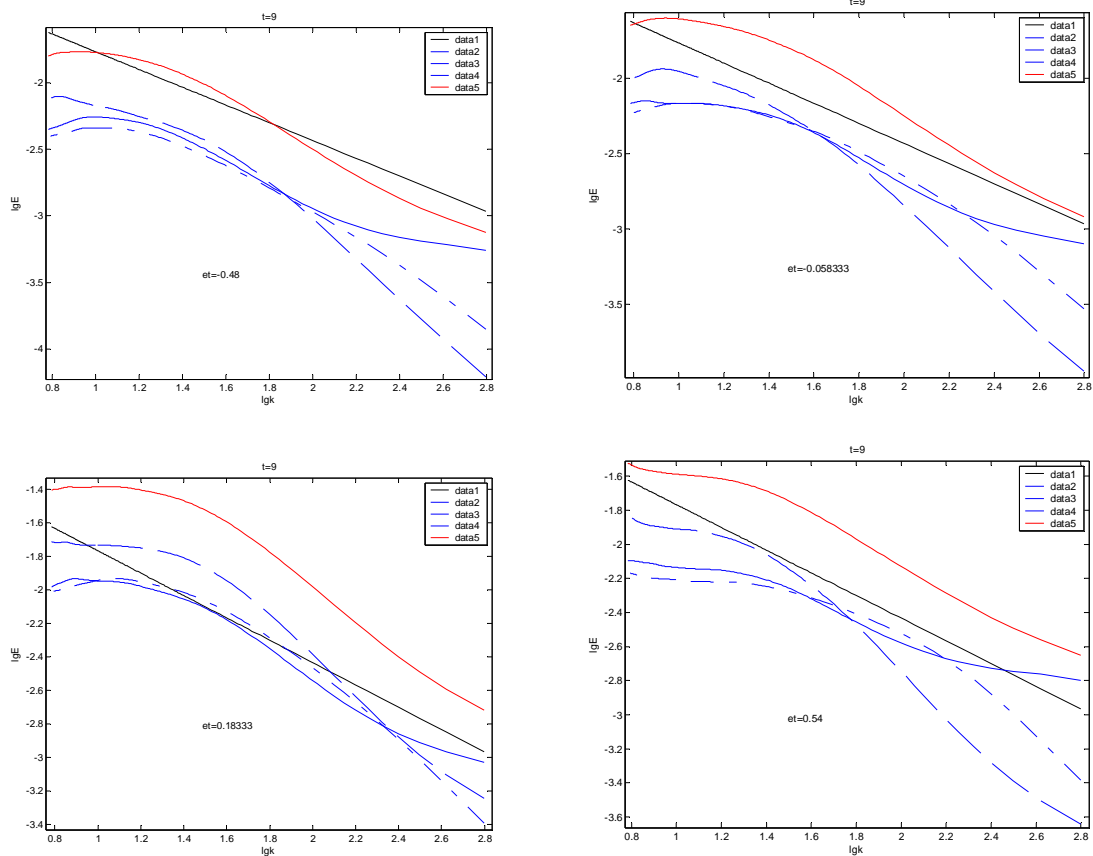 t=9
data1
data2
data3
data4
data5
lgE
-2
-2.5
-3
-3.5
-4
et=-0.48
0.8 1 1.2 1.4 1.6 1.8 2 2.2 2.4 2.6 2.8
lgk
t=9
data1
data2
data3
data4
data5
lgE
-2
-2.5
-3
-3.5
et=-0.058333
0.8 1 1.2 1.4 1.6 1.8 2 2.2 2.4 2.6 2.8
lgk
t=9
data1
data2
data3
data4
data5
lgE
-1.4
-1.6
-1.8
-2
-2.2
-2.4
-2.6
-2.8
-3
-3.2
-3.4
et=0.18333
0.8 1 1.2 1.4 1.6 1.8 2 2.2 2.4 2.6 2.8
lgk
t=9
data1
data2
data3
data4
data5
lgE
-1.6
-1.8
-2
-2.2
-2.4
-2.6
-2.8
-3
-3.2
-3.4
-3.6
et=0.54
0.8 1 1.2 1.4 1.6 1.8 2 2.2 2.4 2.6 2.8
lgk